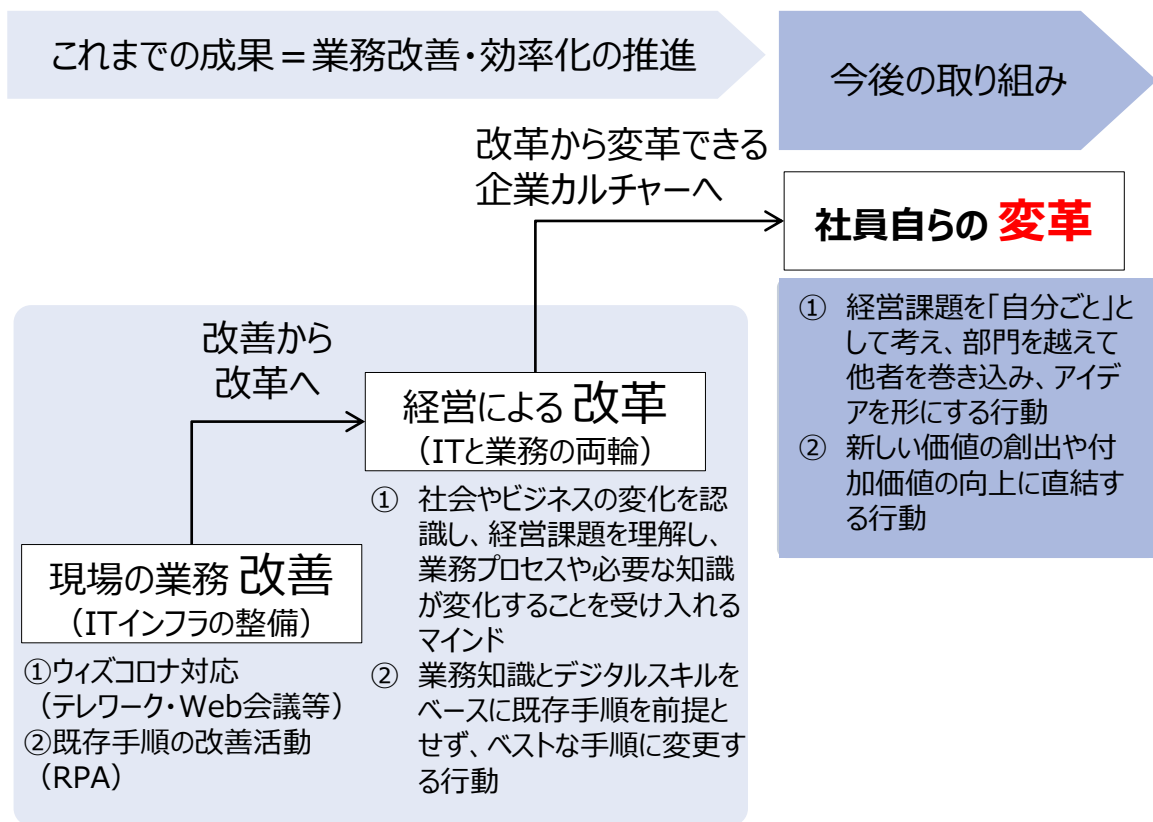 これまでの成果＝業務改善・効率化の推進
今後の取り組み
改革から変革できる
企業カルチャーへ
社員自らの 変革
① 経営課題を「自分ごと」と
して考え、部門を越えて
他者を巻き込み、アイデ
アを形にする行動
② 新しい価値の創出や付
加価値の向上に直結す
る行動
改善から
改革へ
経営による 改革
（ITと業務の両輪）
① 社会やビジネスの変化を認
識し、経営課題を理解し、
業務プロセスや必要な知識
が変化することを受け入れる
マインド
② 業務知識とデジタルスキルを
ベースに既存手順を前提と
せず、ベストな手順に変更す
る行動
現場の業務 改善
（ITインフラの整備）
①ウィズコロナ対応
（テレワーク・Web会議等）
②既存手順の改善活動
（RPA）